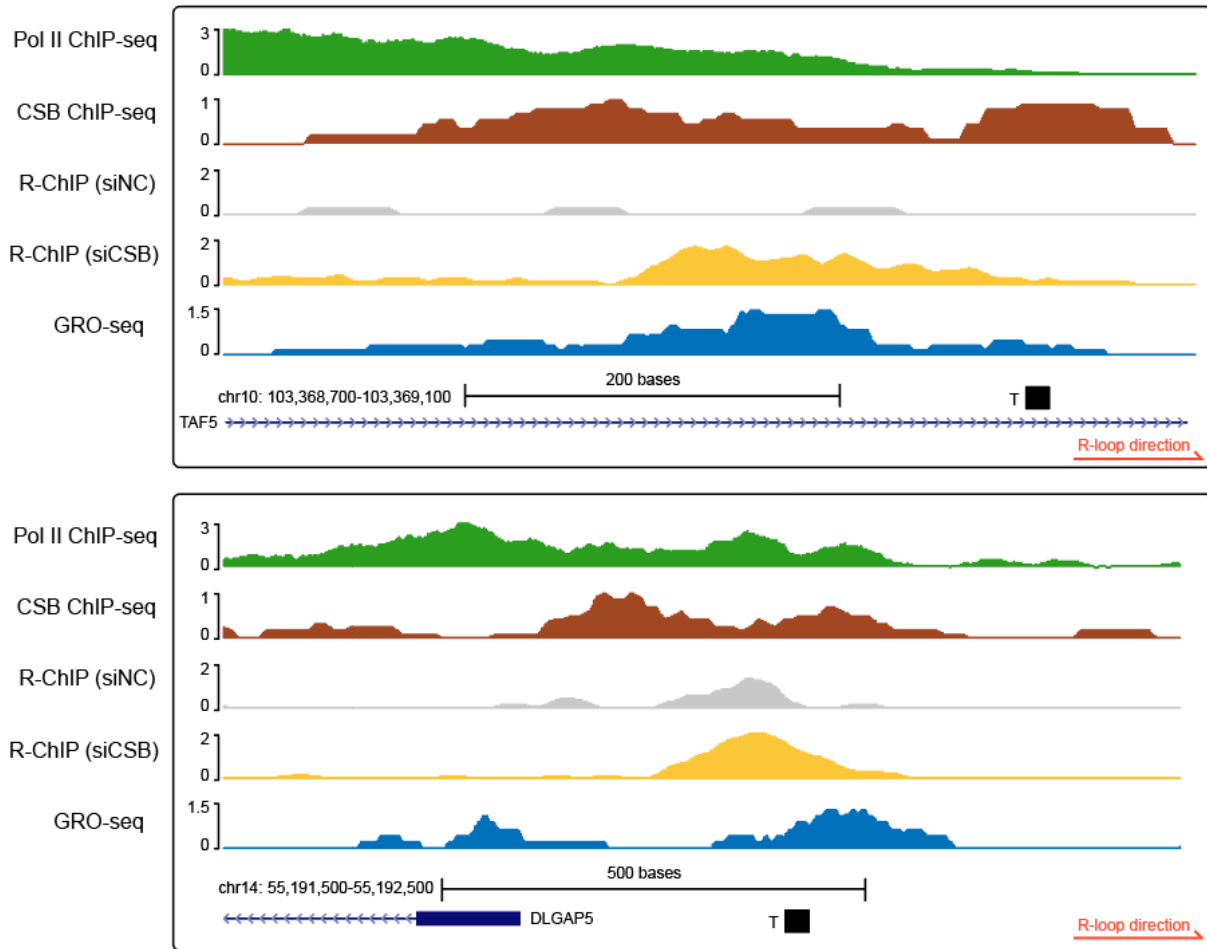 Pol II ChIP-seq
3
0
CSB ChIP-seq
1
0
R-ChIP (siNC)
2
0
R-ChIP (siCSB)
2
0
GRO-seq
1.5
0
200 bases
chr10: 103,368,700-103,369,100
T
TAF5
R-loop direction
Pol II ChIP-seq
3
0
CSB ChIP-seq
1
0
R-ChIP (siNC)
2
0
R-ChIP (siCSB)
2
0
GRO-seq
1.5
0
500 bases
chr14: 55,191,500-55,192,500
DLGAP5
T
R-loop direction